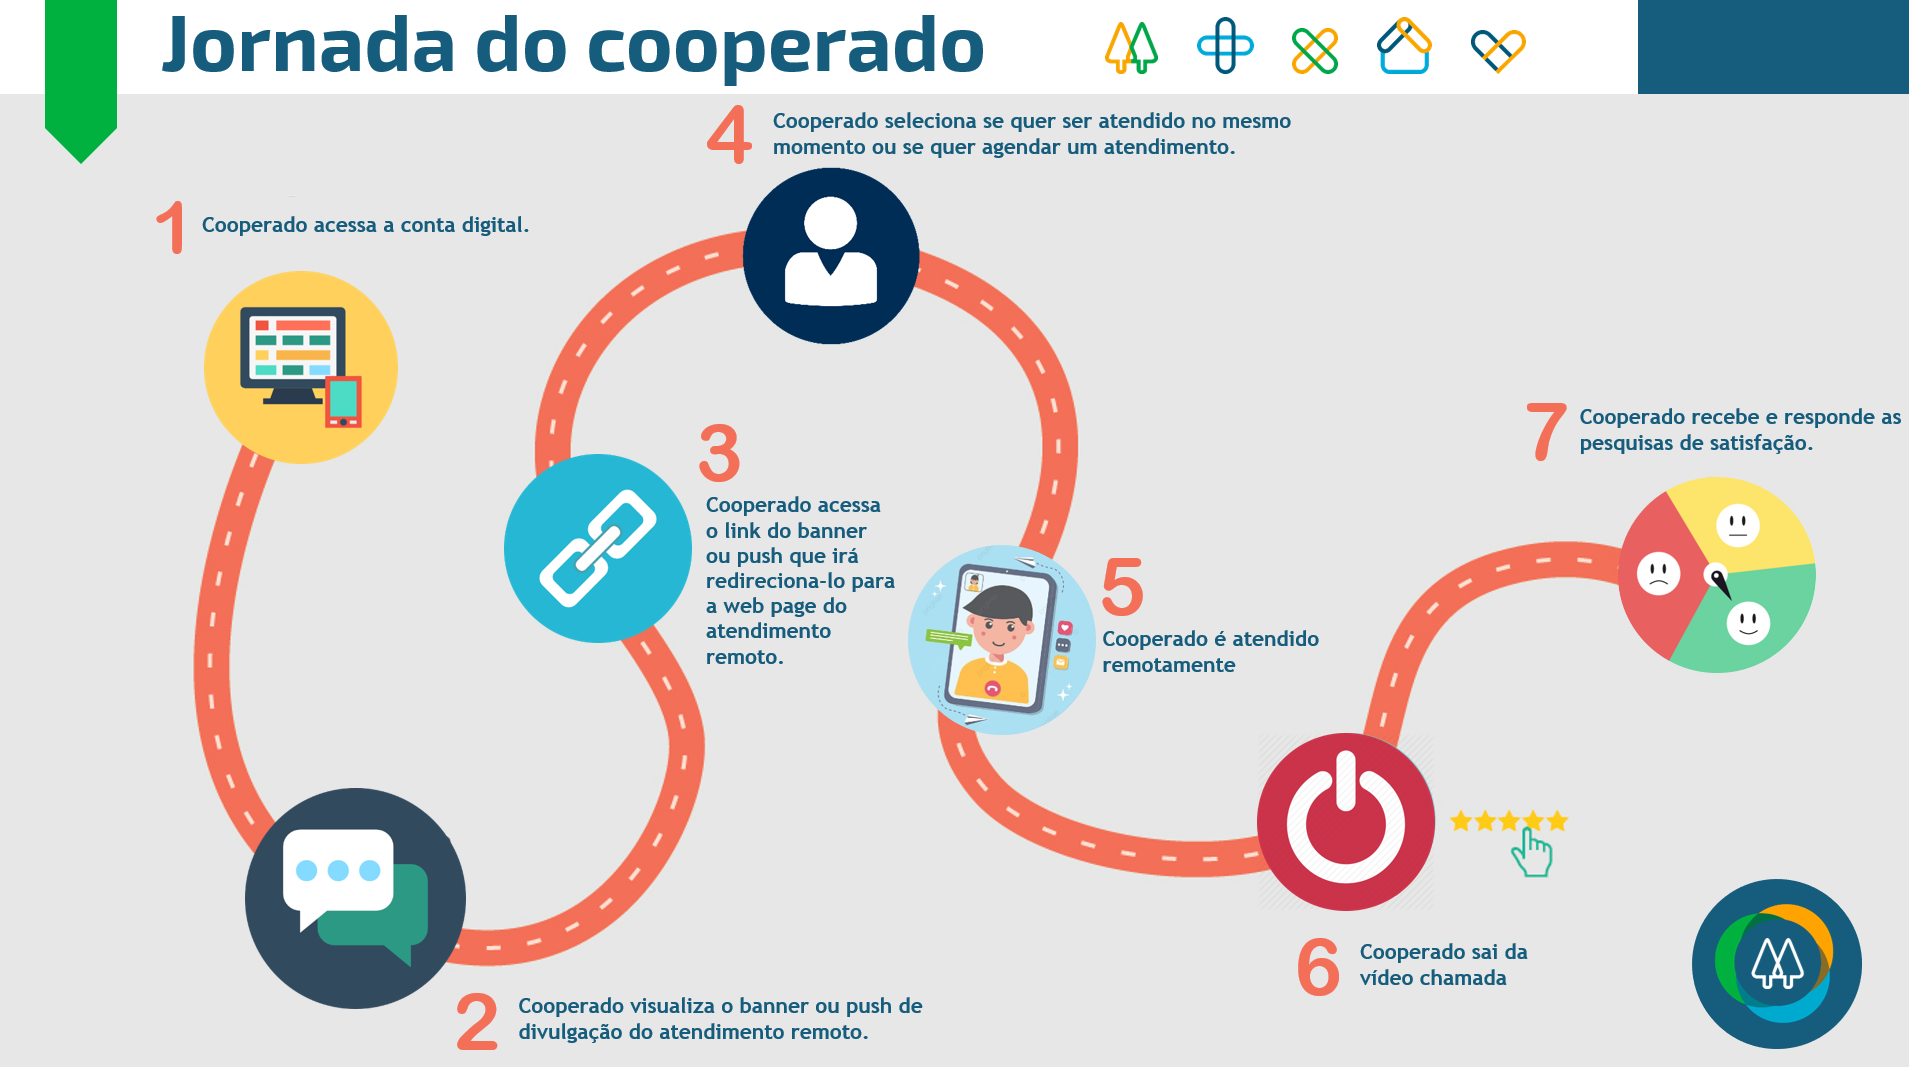 Jornada do cooperado
1
Cooperado acessa a conta digital.
2
Cooperado visualiza o banner ou push de
divulgação do atendimento remoto.
3
Cooperado acessa
o link do banner
ou push que irá
redireciona-lo para
a web page do
atendimento
remoto.
4
Cooperado seleciona se quer ser atendido no mesmo
momento ou se quer agendar um atendimento.
5
Cooperado é atendido
remotamente
6
Cooperado sai da
vídeo chamada
7
Cooperado recebe e responde as
pesquisas de satisfação.